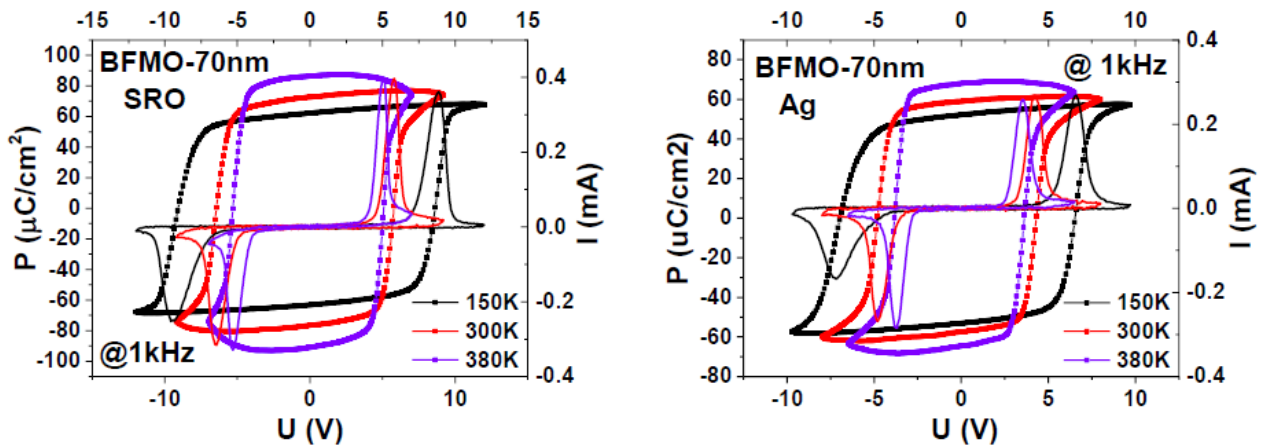 -15 -10 -5 0 5 10 15
100
80
60
40
20
0
-20
-40
-60
-80
-100
P (μC/cm²)
BFMO-70nm
SRO
@1kHz
150K
300K
380K
0.4
0.2
0.0
-0.2
-0.4
I (mA)
-10 -5 0 5 10
U (V)
-10 -5 0 5 10
80
60
40
20
0
-20
-40
-60
-80
P (uC/cm2)
BFMO-70nm
Ag
@ 1kHz
150K
300K
380K
0.4
0.2
0.0
-0.2
-0.4
I (mA)
-10 -5 0 5 10
U (V)